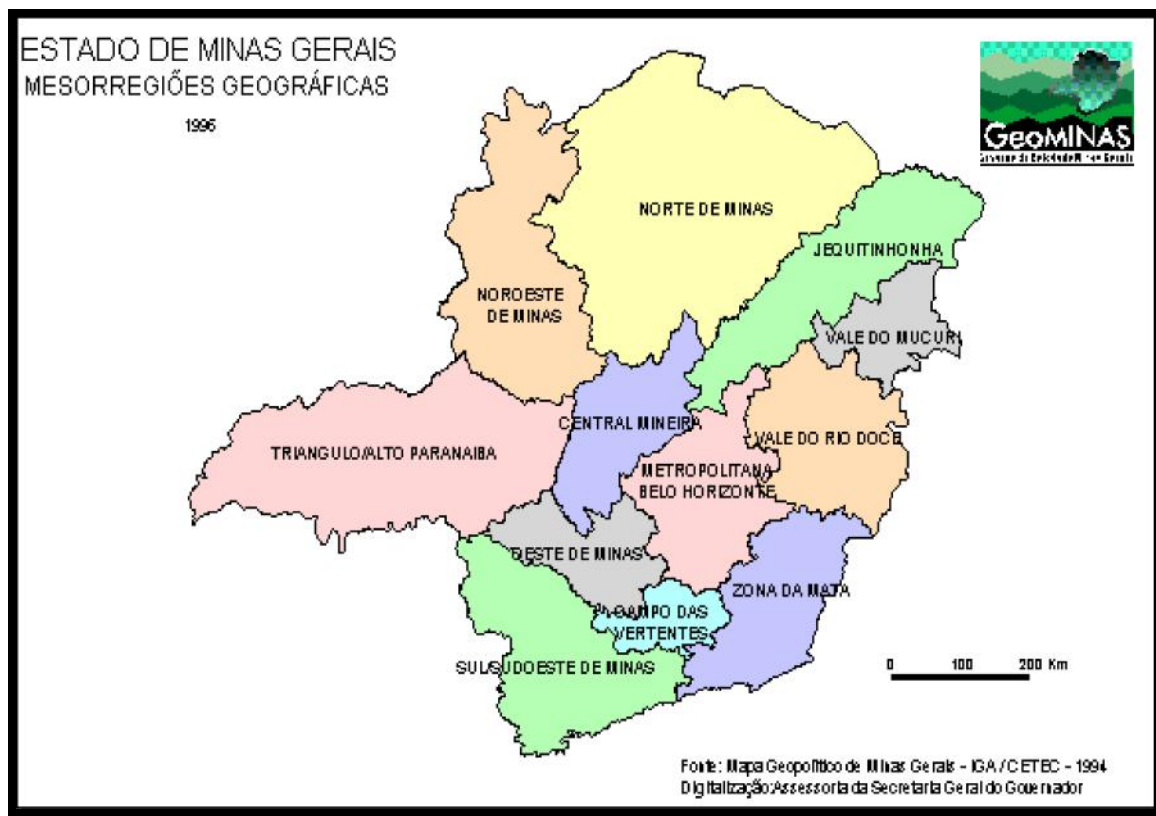 ESTADO DE MINAS GERAIS
MESORREGIÕES GEOGRÁFICAS
1996
GEOMINAS
NORTE DE MINAS
JEQUITINHONHA
NOROESTE
DE MINAS
VALE DO MUCURI
CENTRAL MINEIRA
VALE DO RIO DOCE
TRIANGULO/ALTO PARANAIBA
METROPOLITANA
BELO HORIZONTE
OESTE DE MINAS
ZONA DA MATA
CAMPO DAS
VERTENTES
SUL/SUDOESTE DE MINAS
0 100 200 Km
Fonte: Mapa Geopolítico de Minas Gerais - IGA / CETEC - 1994
Digitalização:Assessoria da Secretaria Geral do Governador